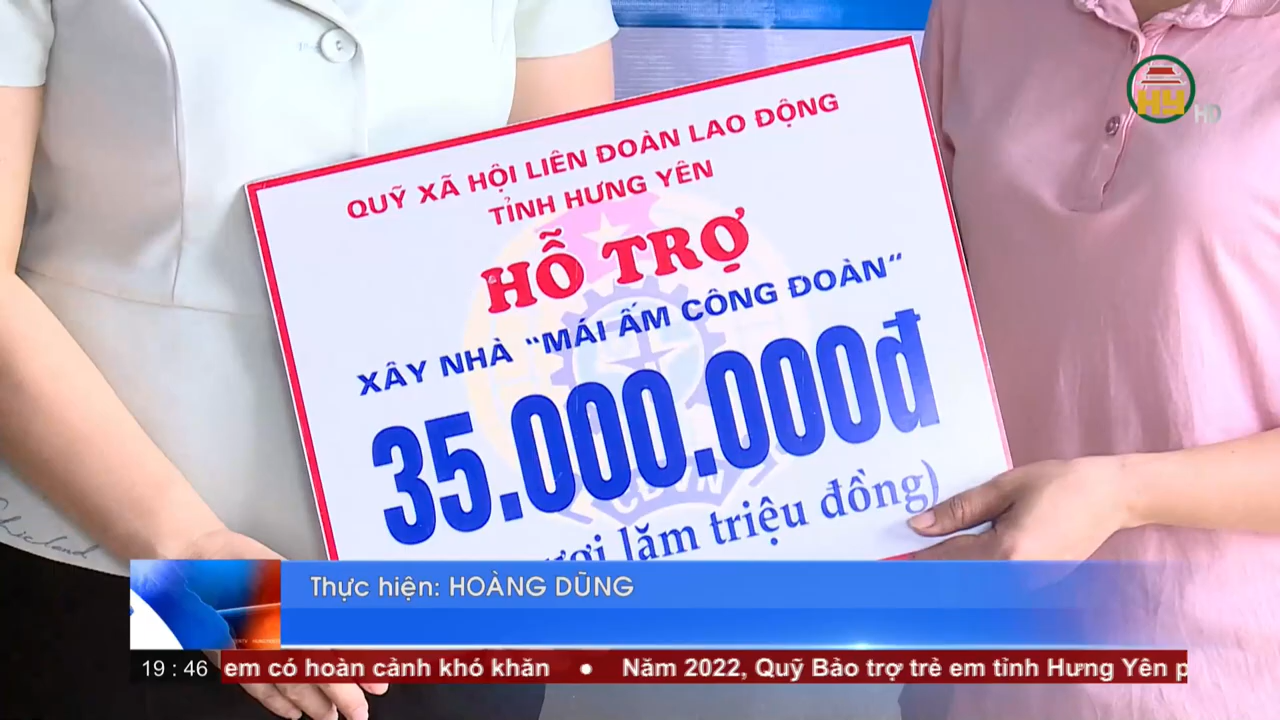 QUỸ XÃ HỘI LIÊN ĐOÀN LAO ĐỘNG
TỈNH HƯNG YÊN
HỖ TRỢ
XÂY NHÀ "MÁI ẤM CÔNG ĐOÀN"
35.000.000đ
lăm triệu đồng)
HY HD
Chicland
Thực hiện: HOÀNG DŨNG
19 : 46 em có hoàn cảnh khó khăn • Năm 2022, Quỹ Bảo trợ trẻ em tỉnh Hưng Yên p